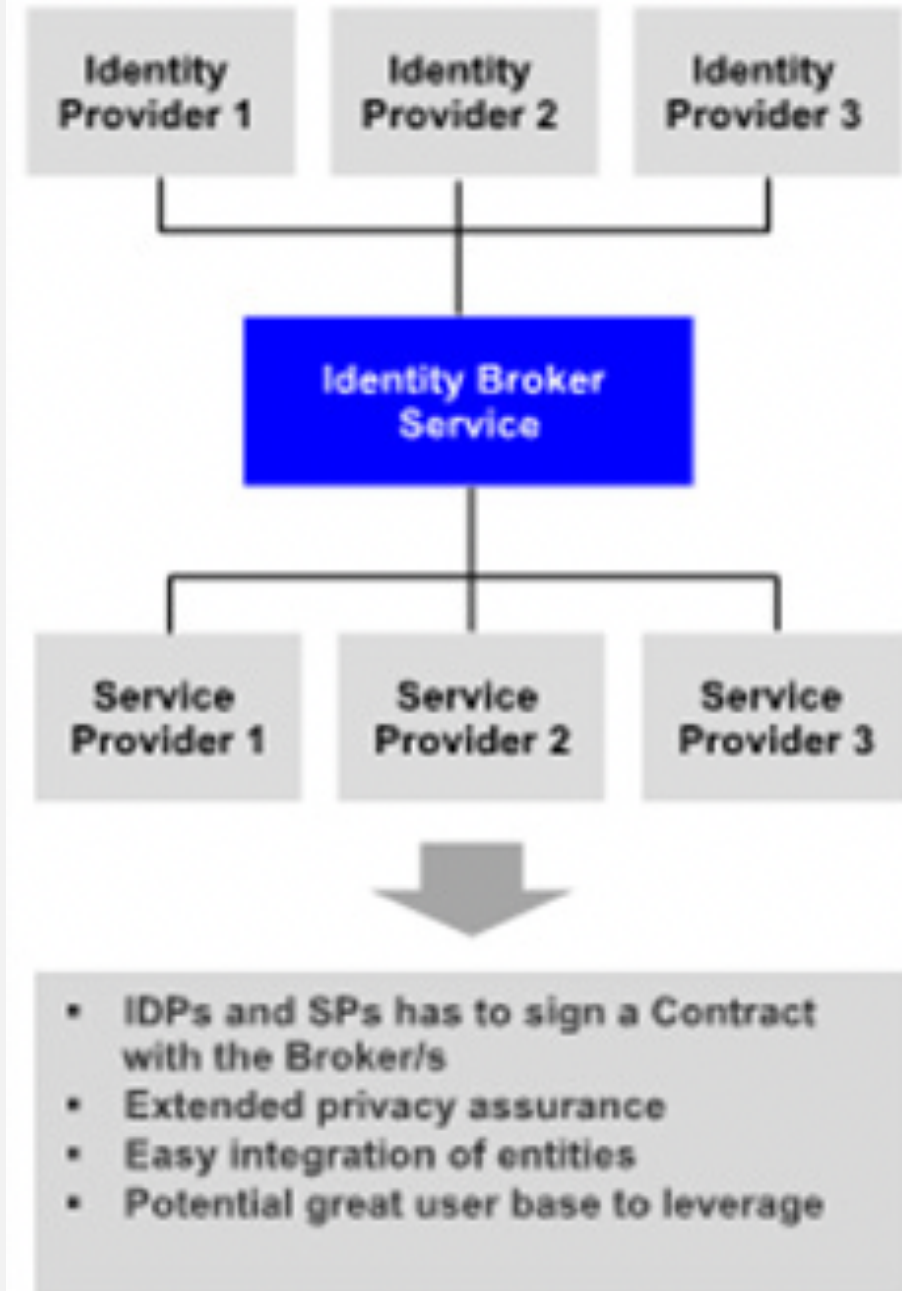 Identity
Provider 1
Identity
Provider 2
Identity
Provider 3
Identity Broker
Service
Service
Provider 1
Service
Provider 2
Service
Provider 3
▪ IDPs and SPs has to sign a Contract
with the Broker/s
▪ Extended privacy assurance
▪ Easy integration of entities
▪ Potential great user base to leverage